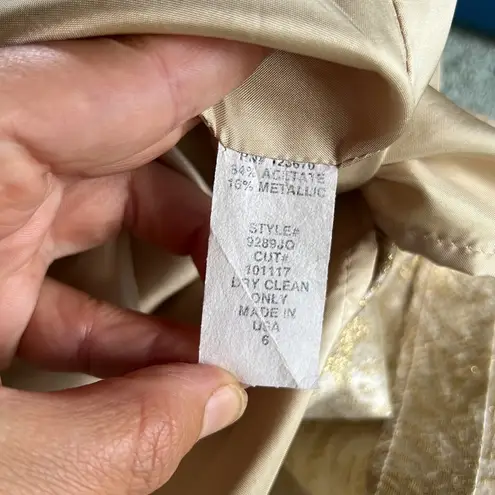 RN# 123670
84% ACETATE
16% METALLIC
STYLE#
9289JO
CUT#
101117
DRY CLEAN
ONLY
MADE IN
USA
6